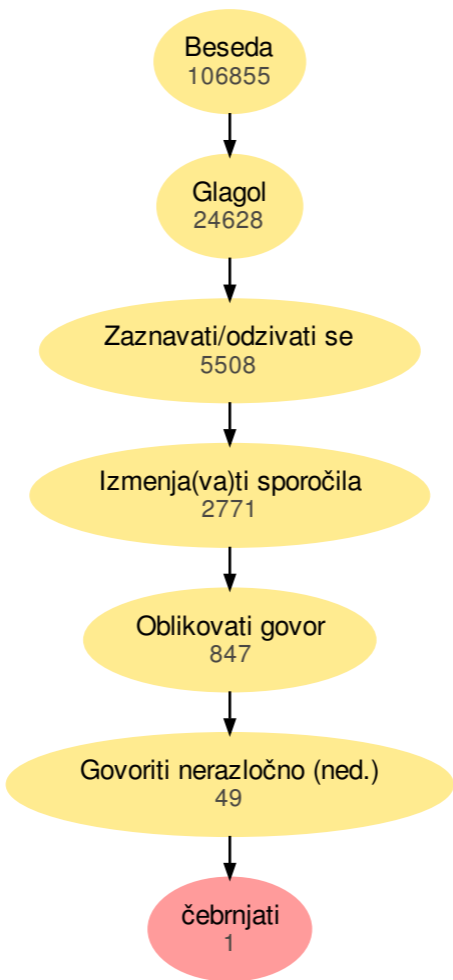 Beseda
106855
Glagol
24628
Zaznavati/odzivati se
5508
Izmenja(va)ti sporočila
2771
Oblikovati govor
847
Govoriti nerazločno (ned.)
49
čebrnjati
1